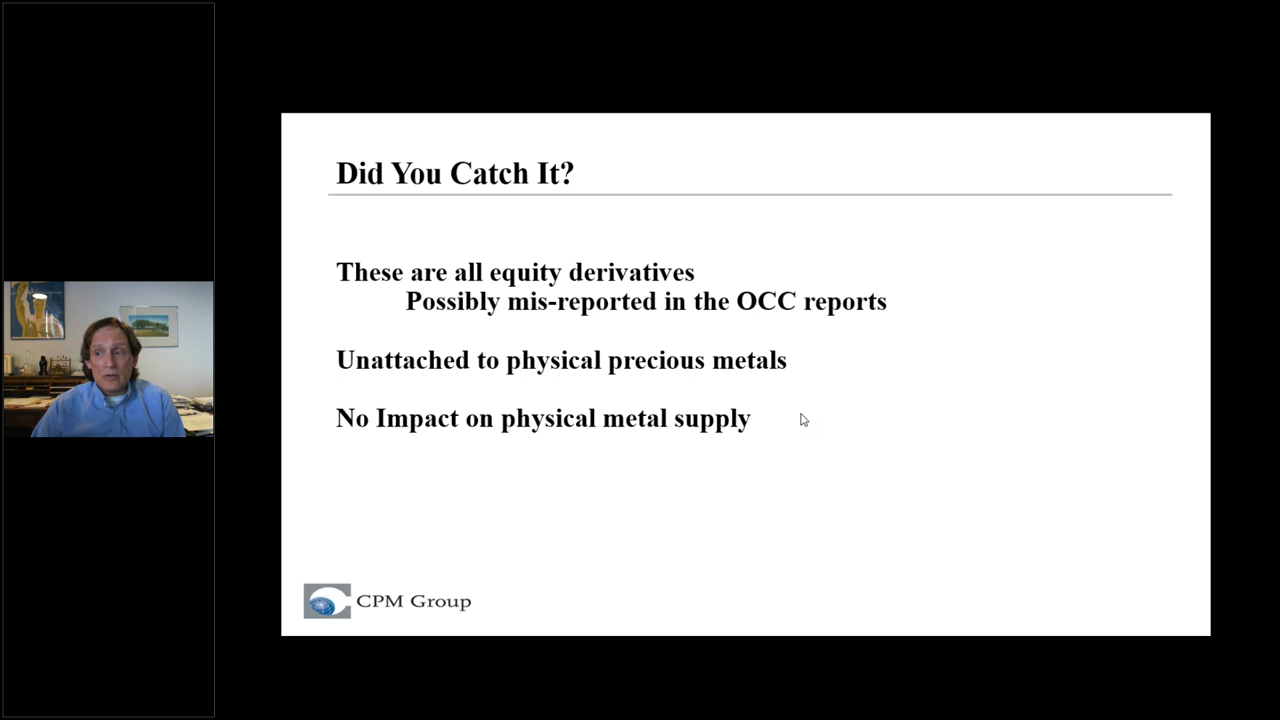 Did You Catch It?
These are all equity derivatives
Possibly mis-reported in the OCC reports
Unattached to physical precious metals
No Impact on physical metal supply
CPM Group